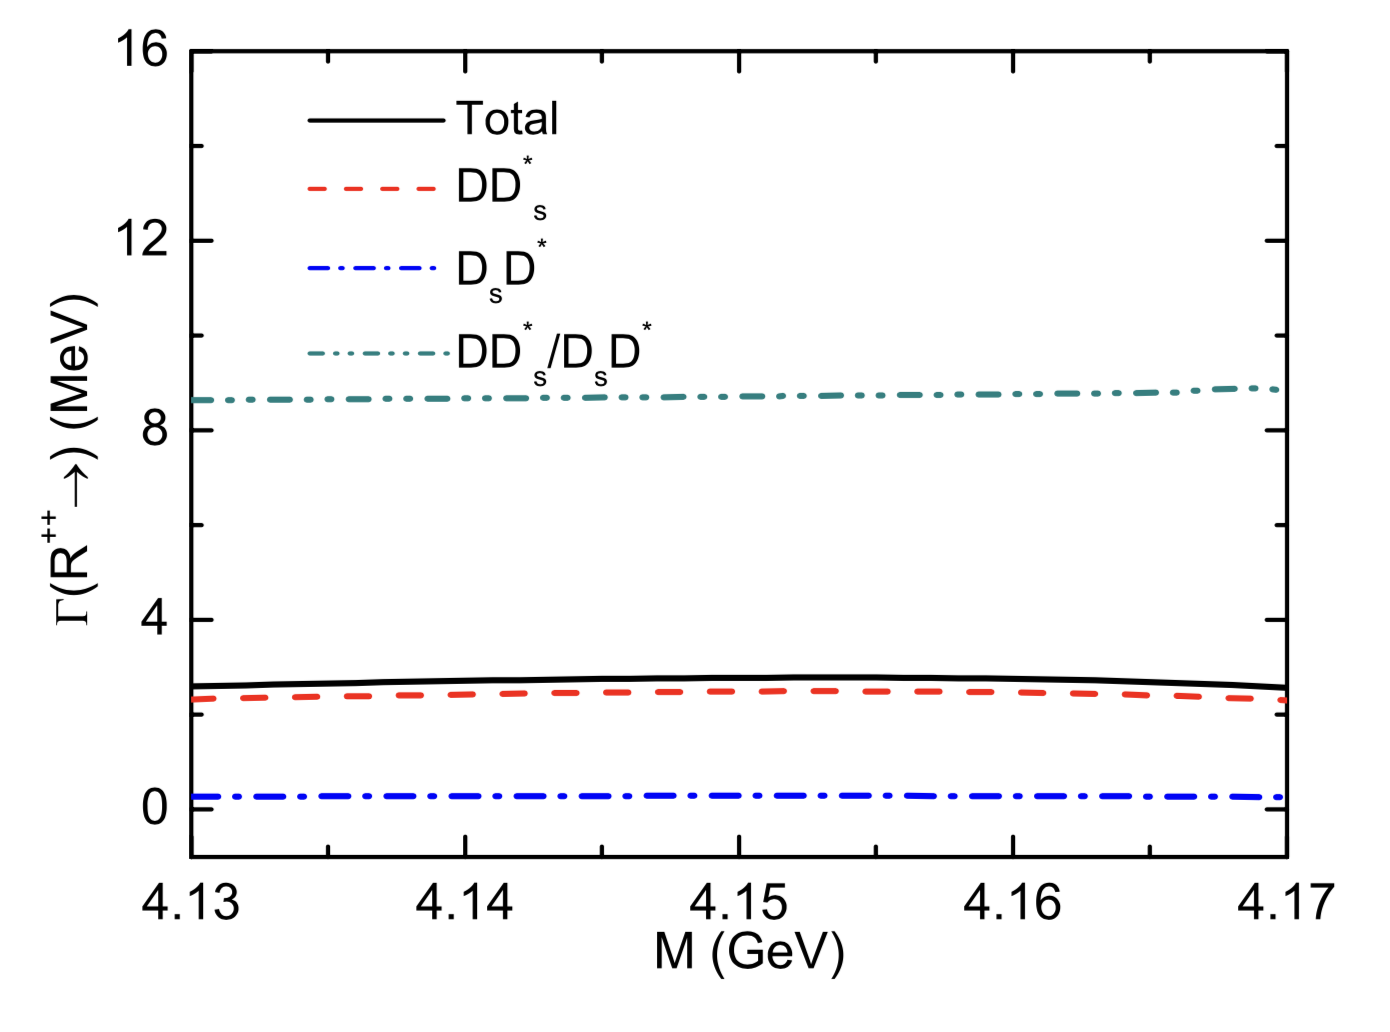 16
12
8
4
0
Γ(R⁺⁺→) (MeV)
Total
DD*ₛ
DₛD*
DD*ₛ/DₛD*
4.13 4.14 4.15 4.16 4.17
M (GeV)